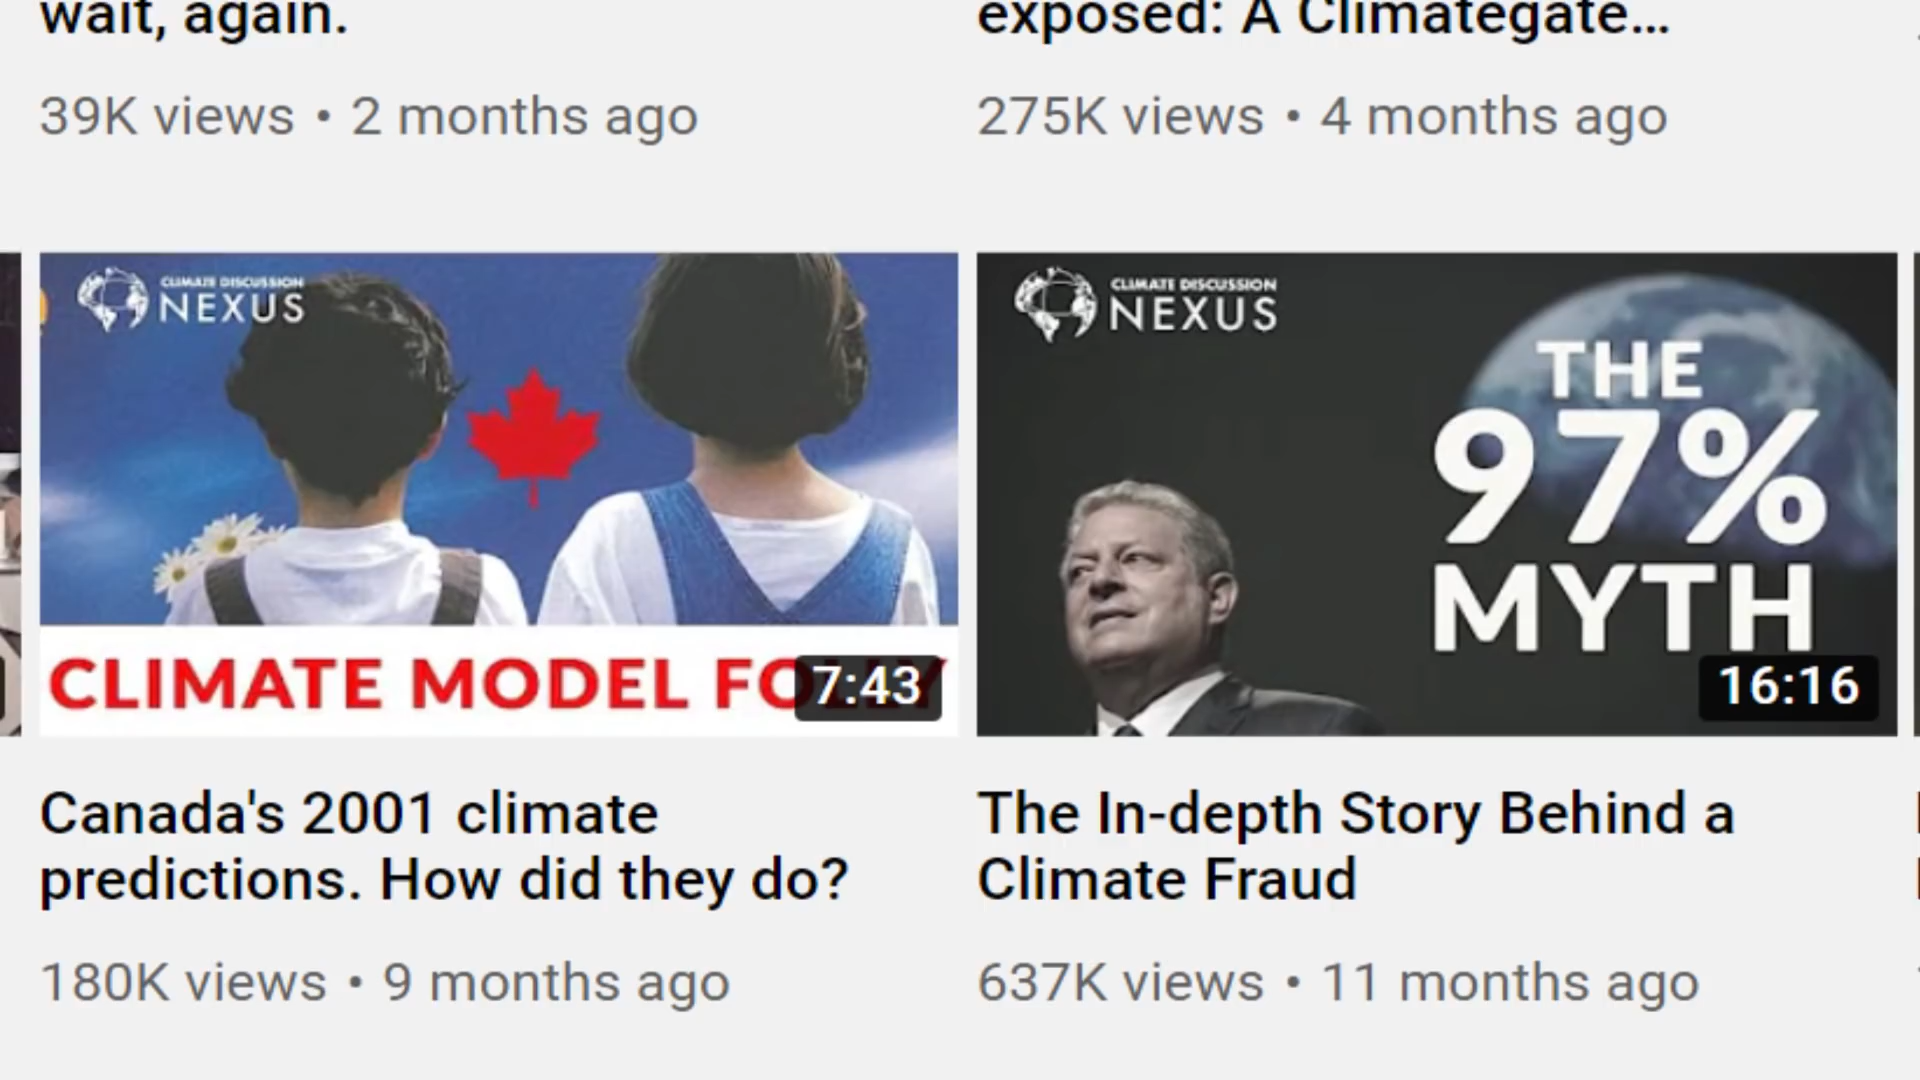 wait, again.
39K views • 2 months ago
exposed: A Climategate...
275K views • 4 months ago
CLIMATE DISCUSSION
NEXUS
CLIMATE MODEL
7:43
Canada's 2001 climate
predictions. How did they do?
180K views • 9 months ago
CLIMATE DISCUSSION
NEXUS
THE
97%
MYTH
16:16
The In-depth Story Behind a
Climate Fraud
637K views • 11 months ago